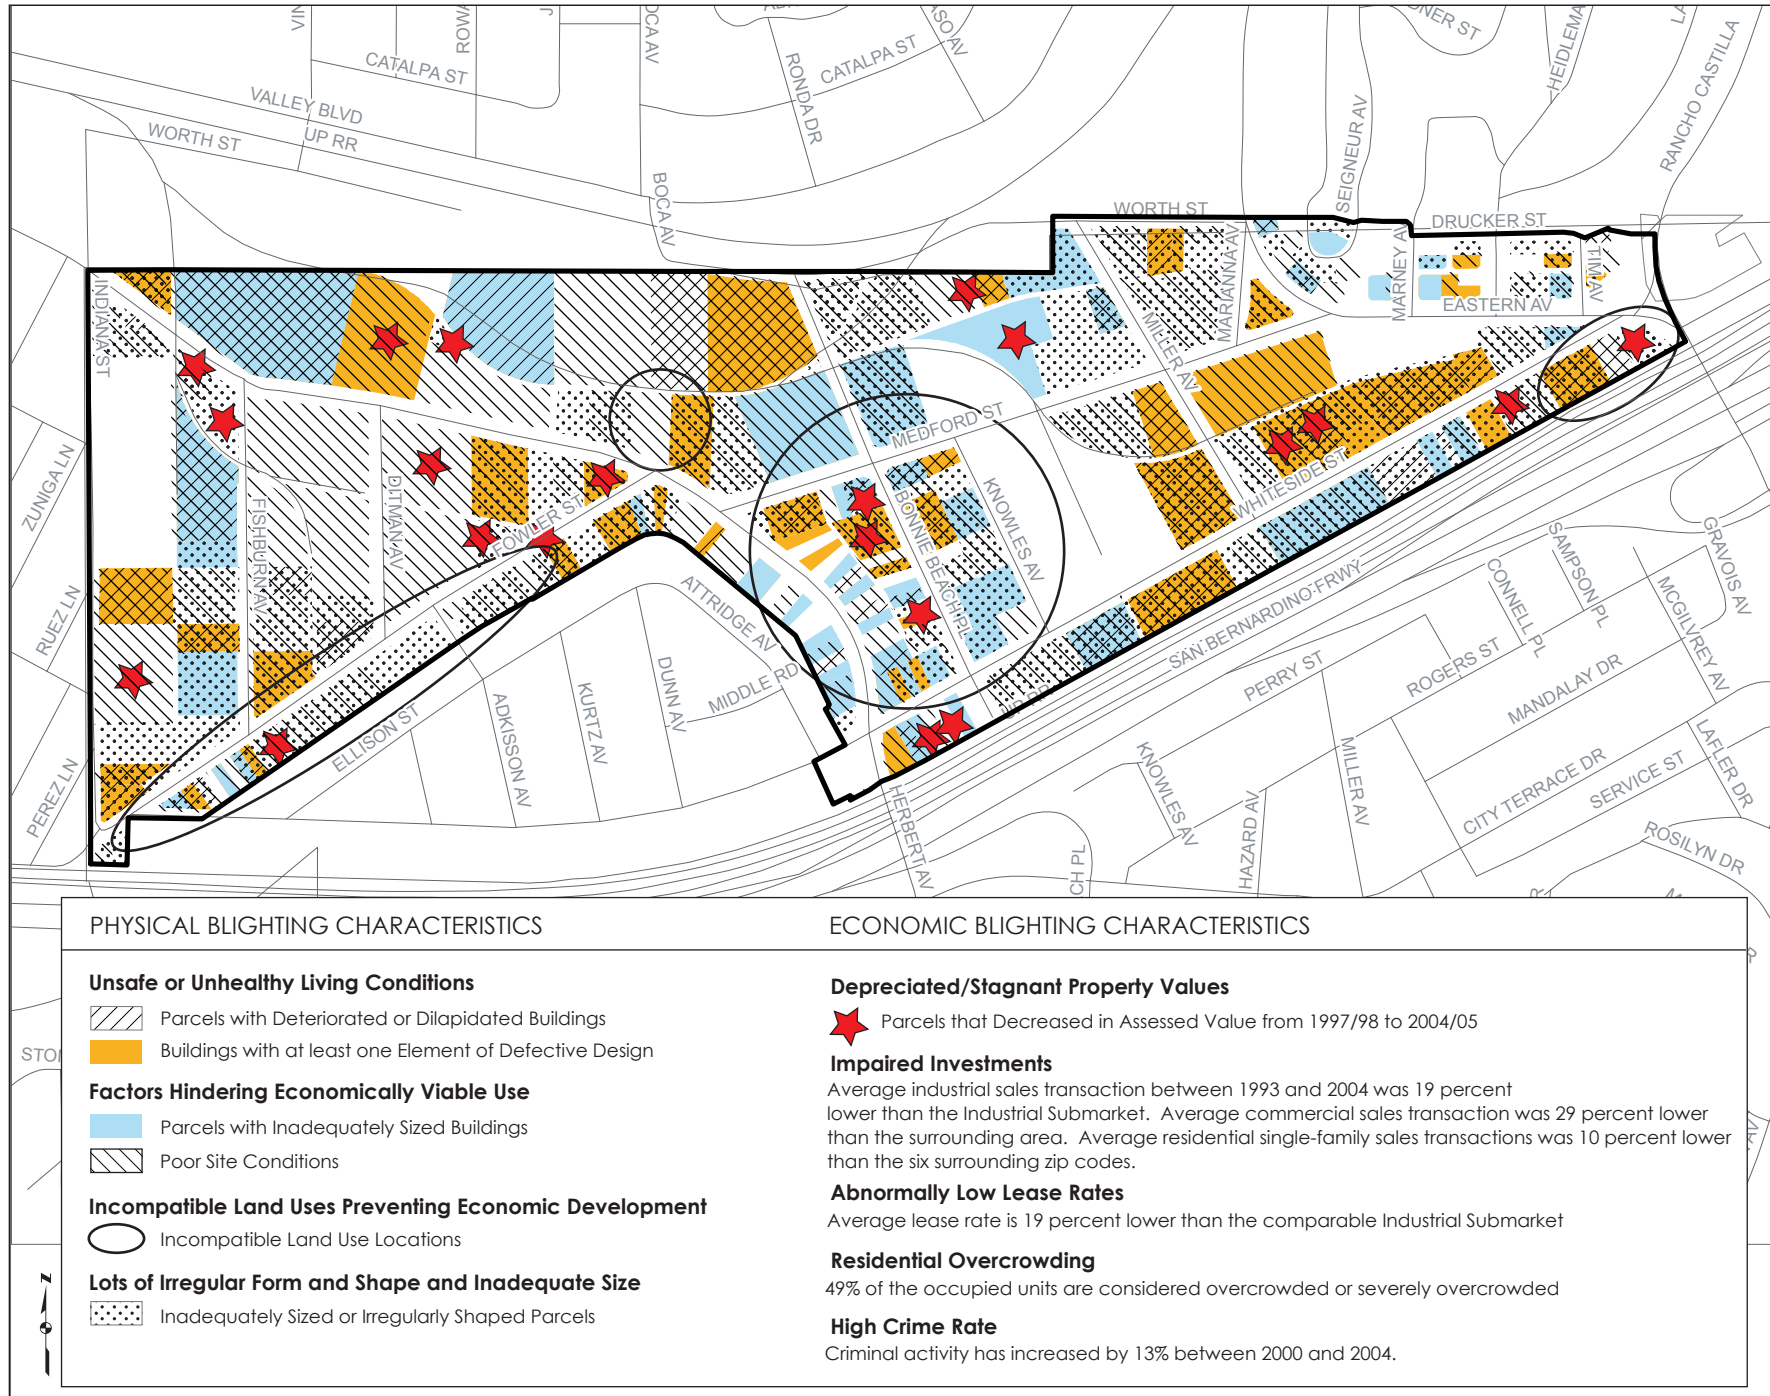 CATALPA ST
VALLEY BLVD
UP RR
WORTH ST
BOCA AV
RONDA DR
CATALPA ST
SEIGNEUR AV
RANCHO CASTILLA
WORTH ST
DRUCKER ST
MARIANNA AV
MARNEY AV
TIM AV
EASTERN AV
INDIANA ST
MILLER AV
MEDFORD ST
WHITESIDE ST
ZUNIGA LN
FISHBURN AV
DITMAN AV
FOWLER ST
BONNIE BEACH PL
KNOWLES AV
RUEZ LN
ATTRIDGE AV
SAN BERNARDINO FRWY
SAMPSON PL
GRAVOIS AV
CONNELL PL
MCGILVREY AV
PEREZ LN
ELLISON ST
ADKISSON AV
KURTZ AV
DUNN AV
MIDDLE RD
PERRY ST
ROGERS ST
MANDALAY DR
KNOWLES AV
MILLER AV
LAFLER DR
CITY TERRACE DR
SERVICE ST
HERBERT AV
HAZARD AV
CH PL
ROSILYN DR
PHYSICAL BLIGHTING CHARACTERISTICS
Unsafe or Unhealthy Living Conditions
Parcels with Deteriorated or Dilapidated Buildings
Buildings with at least one Element of Defective Design
Factors Hindering Economically Viable Use
Parcels with Inadequately Sized Buildings
Poor Site Conditions
Incompatible Land Uses Preventing Economic Development
Incompatible Land Use Locations
Lots of Irregular Form and Shape and Inadequate Size
Inadequately Sized or Irregularly Shaped Parcels
ECONOMIC BLIGHTING CHARACTERISTICS
Depreciated/Stagnant Property Values
Parcels that Decreased in Assessed Value from 1997/98 to 2004/05
Impaired Investments
Average industrial sales transaction between 1993 and 2004 was 19 percent
lower than the Industrial Submarket. Average commercial sales transaction was 29 percent lower
than the surrounding area. Average residential single-family sales transactions was 10 percent lower
than the six surrounding zip codes.
Abnormally Low Lease Rates
Average lease rate is 19 percent lower than the comparable Industrial Submarket
Residential Overcrowding
49% of the occupied units are considered overcrowded or severely overcrowded
High Crime Rate
Criminal activity has increased by 13% between 2000 and 2004.
Z